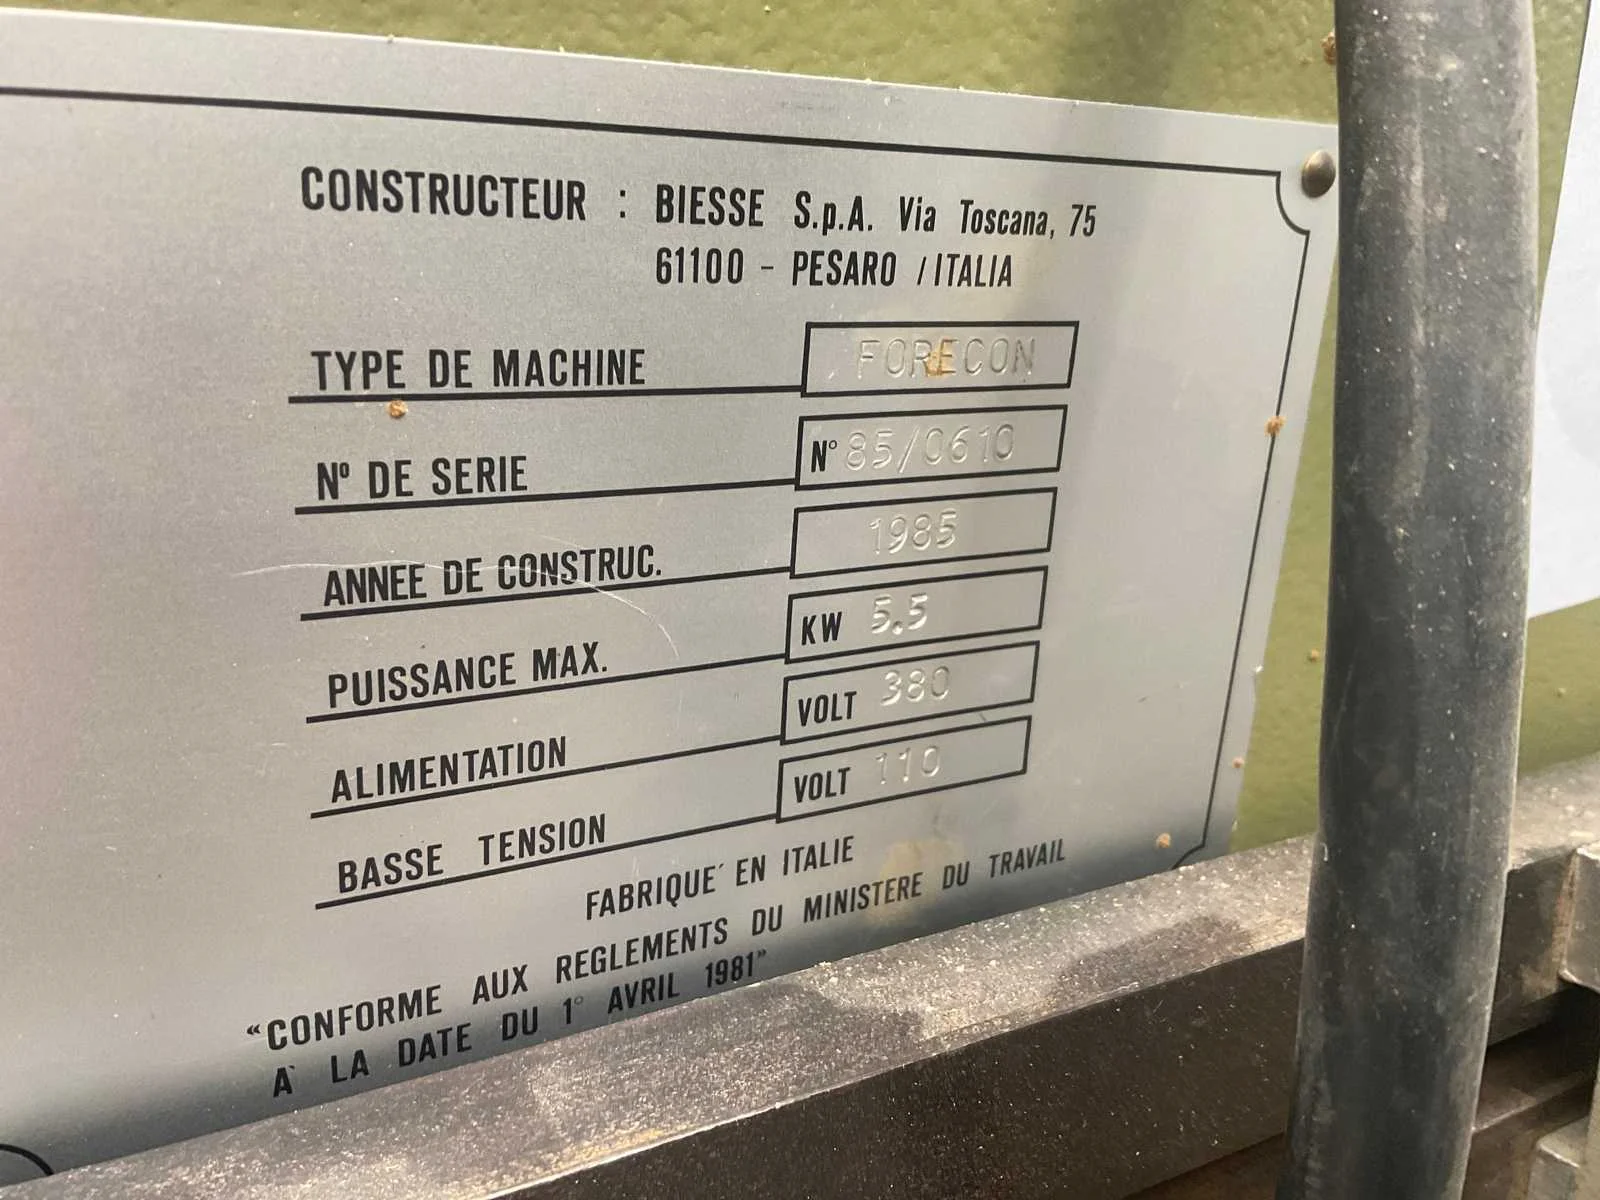 CONSTRUCTEUR : BIESSE S.p.A. Via Toscana, 75
61100 - PESARO / ITALIA
TYPE DE MACHINE FORECON
Nº DE SERIE N° 85/0610
ANNEE DE CONSTRUC. 1985
PUISSANCE MAX. KW 5.5
ALIMENTATION VOLT 380
BASSE TENSION VOLT 110
FABRIQUE´ EN ITALIE
“CONFORME AUX REGLEMENTS DU MINISTERE DU TRAVAIL
A` LA DATE DU 1° AVRIL 1981”